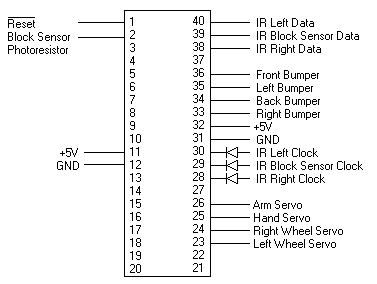 Reset 1 40 IR Left Data
Block Sensor 2 39 IR Block Sensor Data
Photoresistor 3 38 IR Right Data
4 37
5 36 Front Bumper
6 35 Left Bumper
7 34 Back Bumper
8 33 Right Bumper
9 32 +5V
10 31 GND
+5V 11 30 IR Left Clock
GND 12 29 IR Block Sensor Clock
13 28 IR Right Clock
14 27
15 26 Arm Servo
16 25 Hand Servo
17 24 Right Wheel Servo
18 23 Left Wheel Servo
19 22
20 21